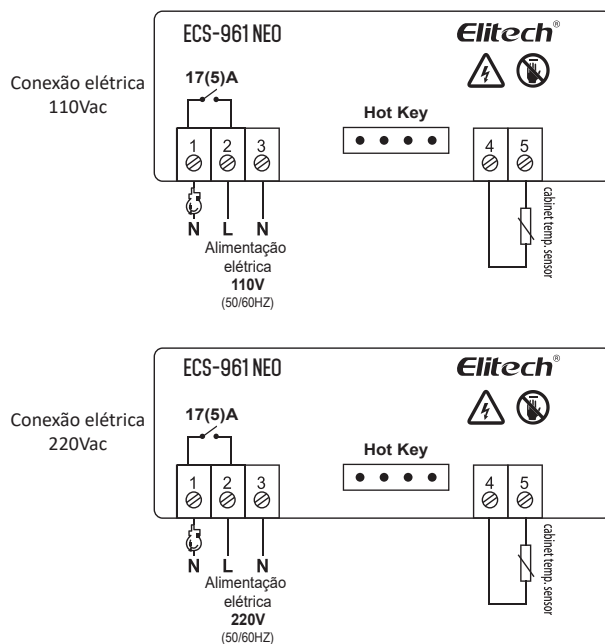 ECS-961 NEO
Elitech®
Conexão elétrica
110Vac
17(5)A
Hot Key
1 2 3
4 5
N L N
cabinet temp. sensor
Alimentação
elétrica
110V
(50/60HZ)
ECS-961 NEO
Elitech®
Conexão elétrica
220Vac
17(5)A
Hot Key
1 2 3
4 5
N L N
cabinet temp. sensor
Alimentação
elétrica
220V
(50/60HZ)